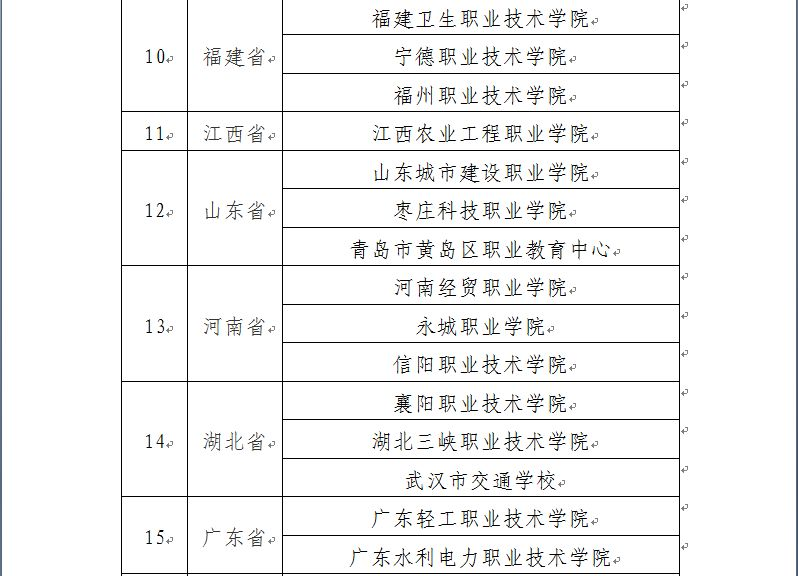 福建卫生职业技术学院
10 福建省 宁德职业技术学院
福州职业技术学院
11 江西省 江西农业工程职业学院
山东城市建设职业学院
12 山东省 枣庄科技职业学院
青岛市黄岛区职业教育中心
河南经贸职业学院
13 河南省 永城职业学院
信阳职业技术学院
襄阳职业技术学院
14 湖北省 湖北三峡职业技术学院
武汉市交通学校
广东轻工职业技术学院
15 广东省
广东水利电力职业技术学院